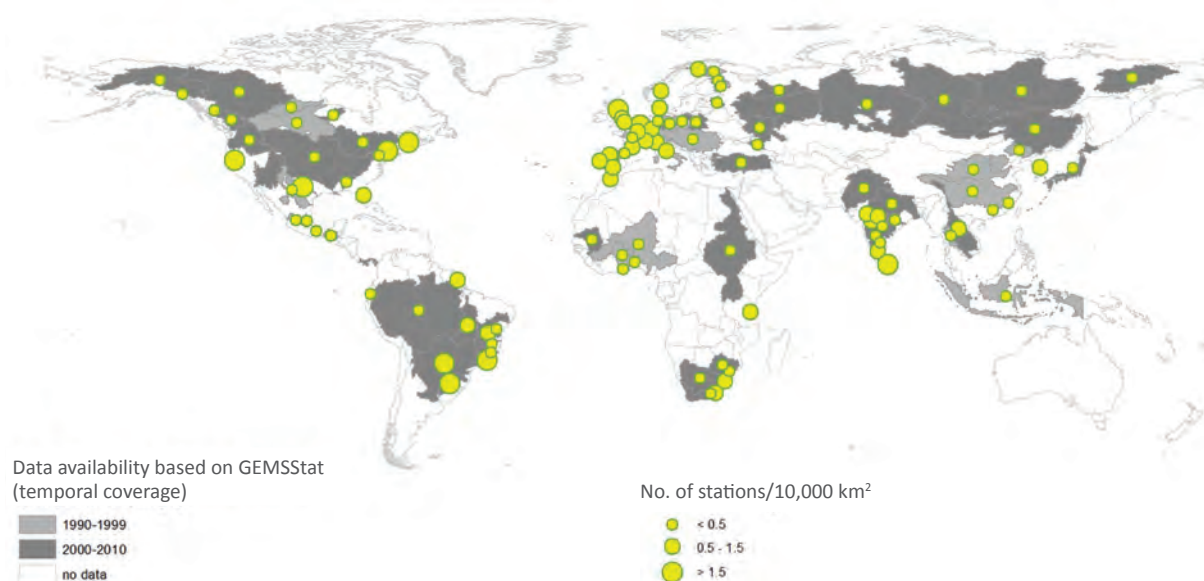 Data availability based on GEMSStat
(temporal coverage)
1990-1999
2000-2010
no data
No. of stations/10,000 km²
< 0.5
0.5 - 1.5
> 1.5